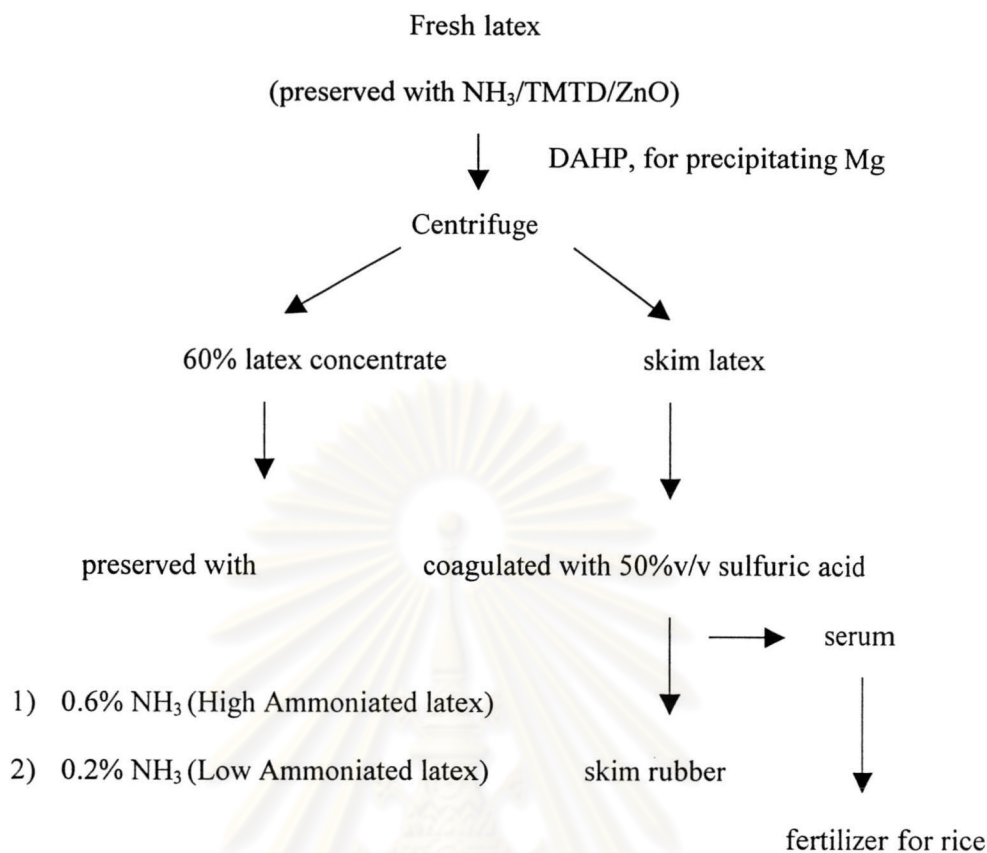 Fresh latex
(preserved with NH₃/TMTD/ZnO)
DAHP, for precipitating Mg
Centrifuge
60% latex concentrate
skim latex
preserved with
coagulated with 50%v/v sulfuric acid
serum
1) 0.6% NH₃ (High Ammoniated latex)
2) 0.2% NH₃ (Low Ammoniated latex)
skim rubber
fertilizer for rice